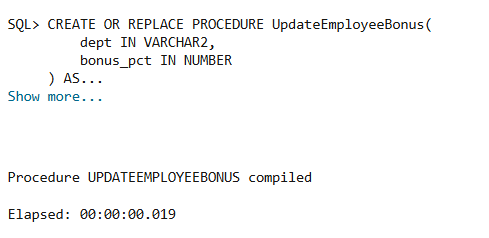 SQL> CREATE OR REPLACE PROCEDURE UpdateEmployeeBonus(
dept IN VARCHAR2,
bonus_pct IN NUMBER
) AS...
Show more...
Procedure UPDATEEMPLOYEEBONUS compiled
Elapsed: 00:00:00.019